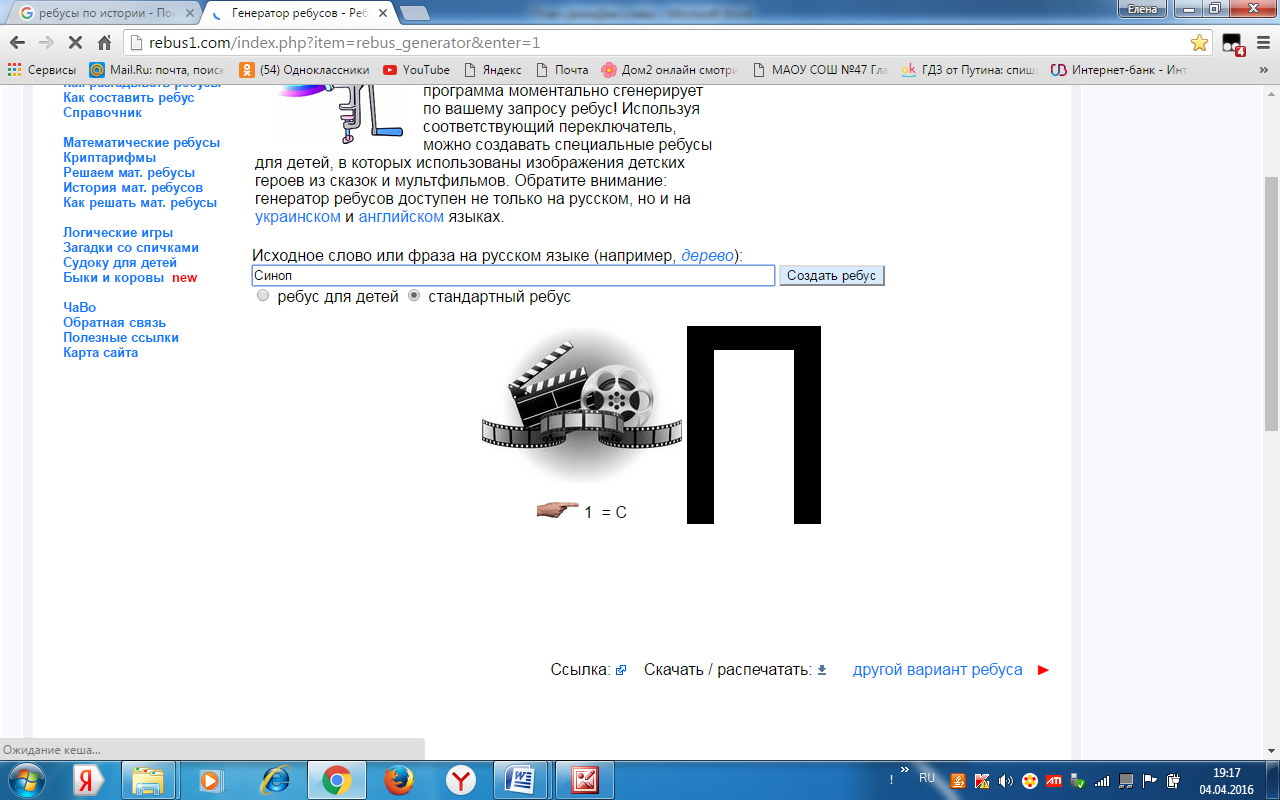 ребусы по истории - Пои
Генератор ребусов - Реб
Елена
rebus1.com/index.php?item=rebus_generator&enter=1
4
Сервисы
Mail.Ru: почта, поиск
(54) Одноклассники
YouTube
Яндекс
Почта
Дом2 онлайн смотри
МАОУ СОШ №47 Гла
ГДЗ от Путина: спиш
Интернет-банк - Инт
»
Как разгадывать ребусы
Как составить ребус
Справочник
Математические ребусы
Криптарифмы
Решаем мат. ребусы
История мат. ребусов
Как решать мат. ребусы
Логические игры
Загадки со спичками
Судоку для детей
Быки и коровы new
ЧаВо
Обратная связь
Полезные ссылки
Карта сайта
программа моментально сгенерирует
по вашему запросу ребус! Используя
соответствующий переключатель,
можно создавать специальные ребусы
для детей, в которых использованы изображения детских
героев из сказок и мультфильмов. Обратите внимание:
генератор ребусов доступен не только на русском, но и на
украинском и английском языках.
Исходное слово или фраза на русском языке (например, дерево):
Синоп
Создать ребус
ребус для детей стандартный ребус
П
1 = С
Ссылка: Скачать / распечатать: другой вариант ребуса
Ожидание кеша...
RU
19:17
04.04.2016